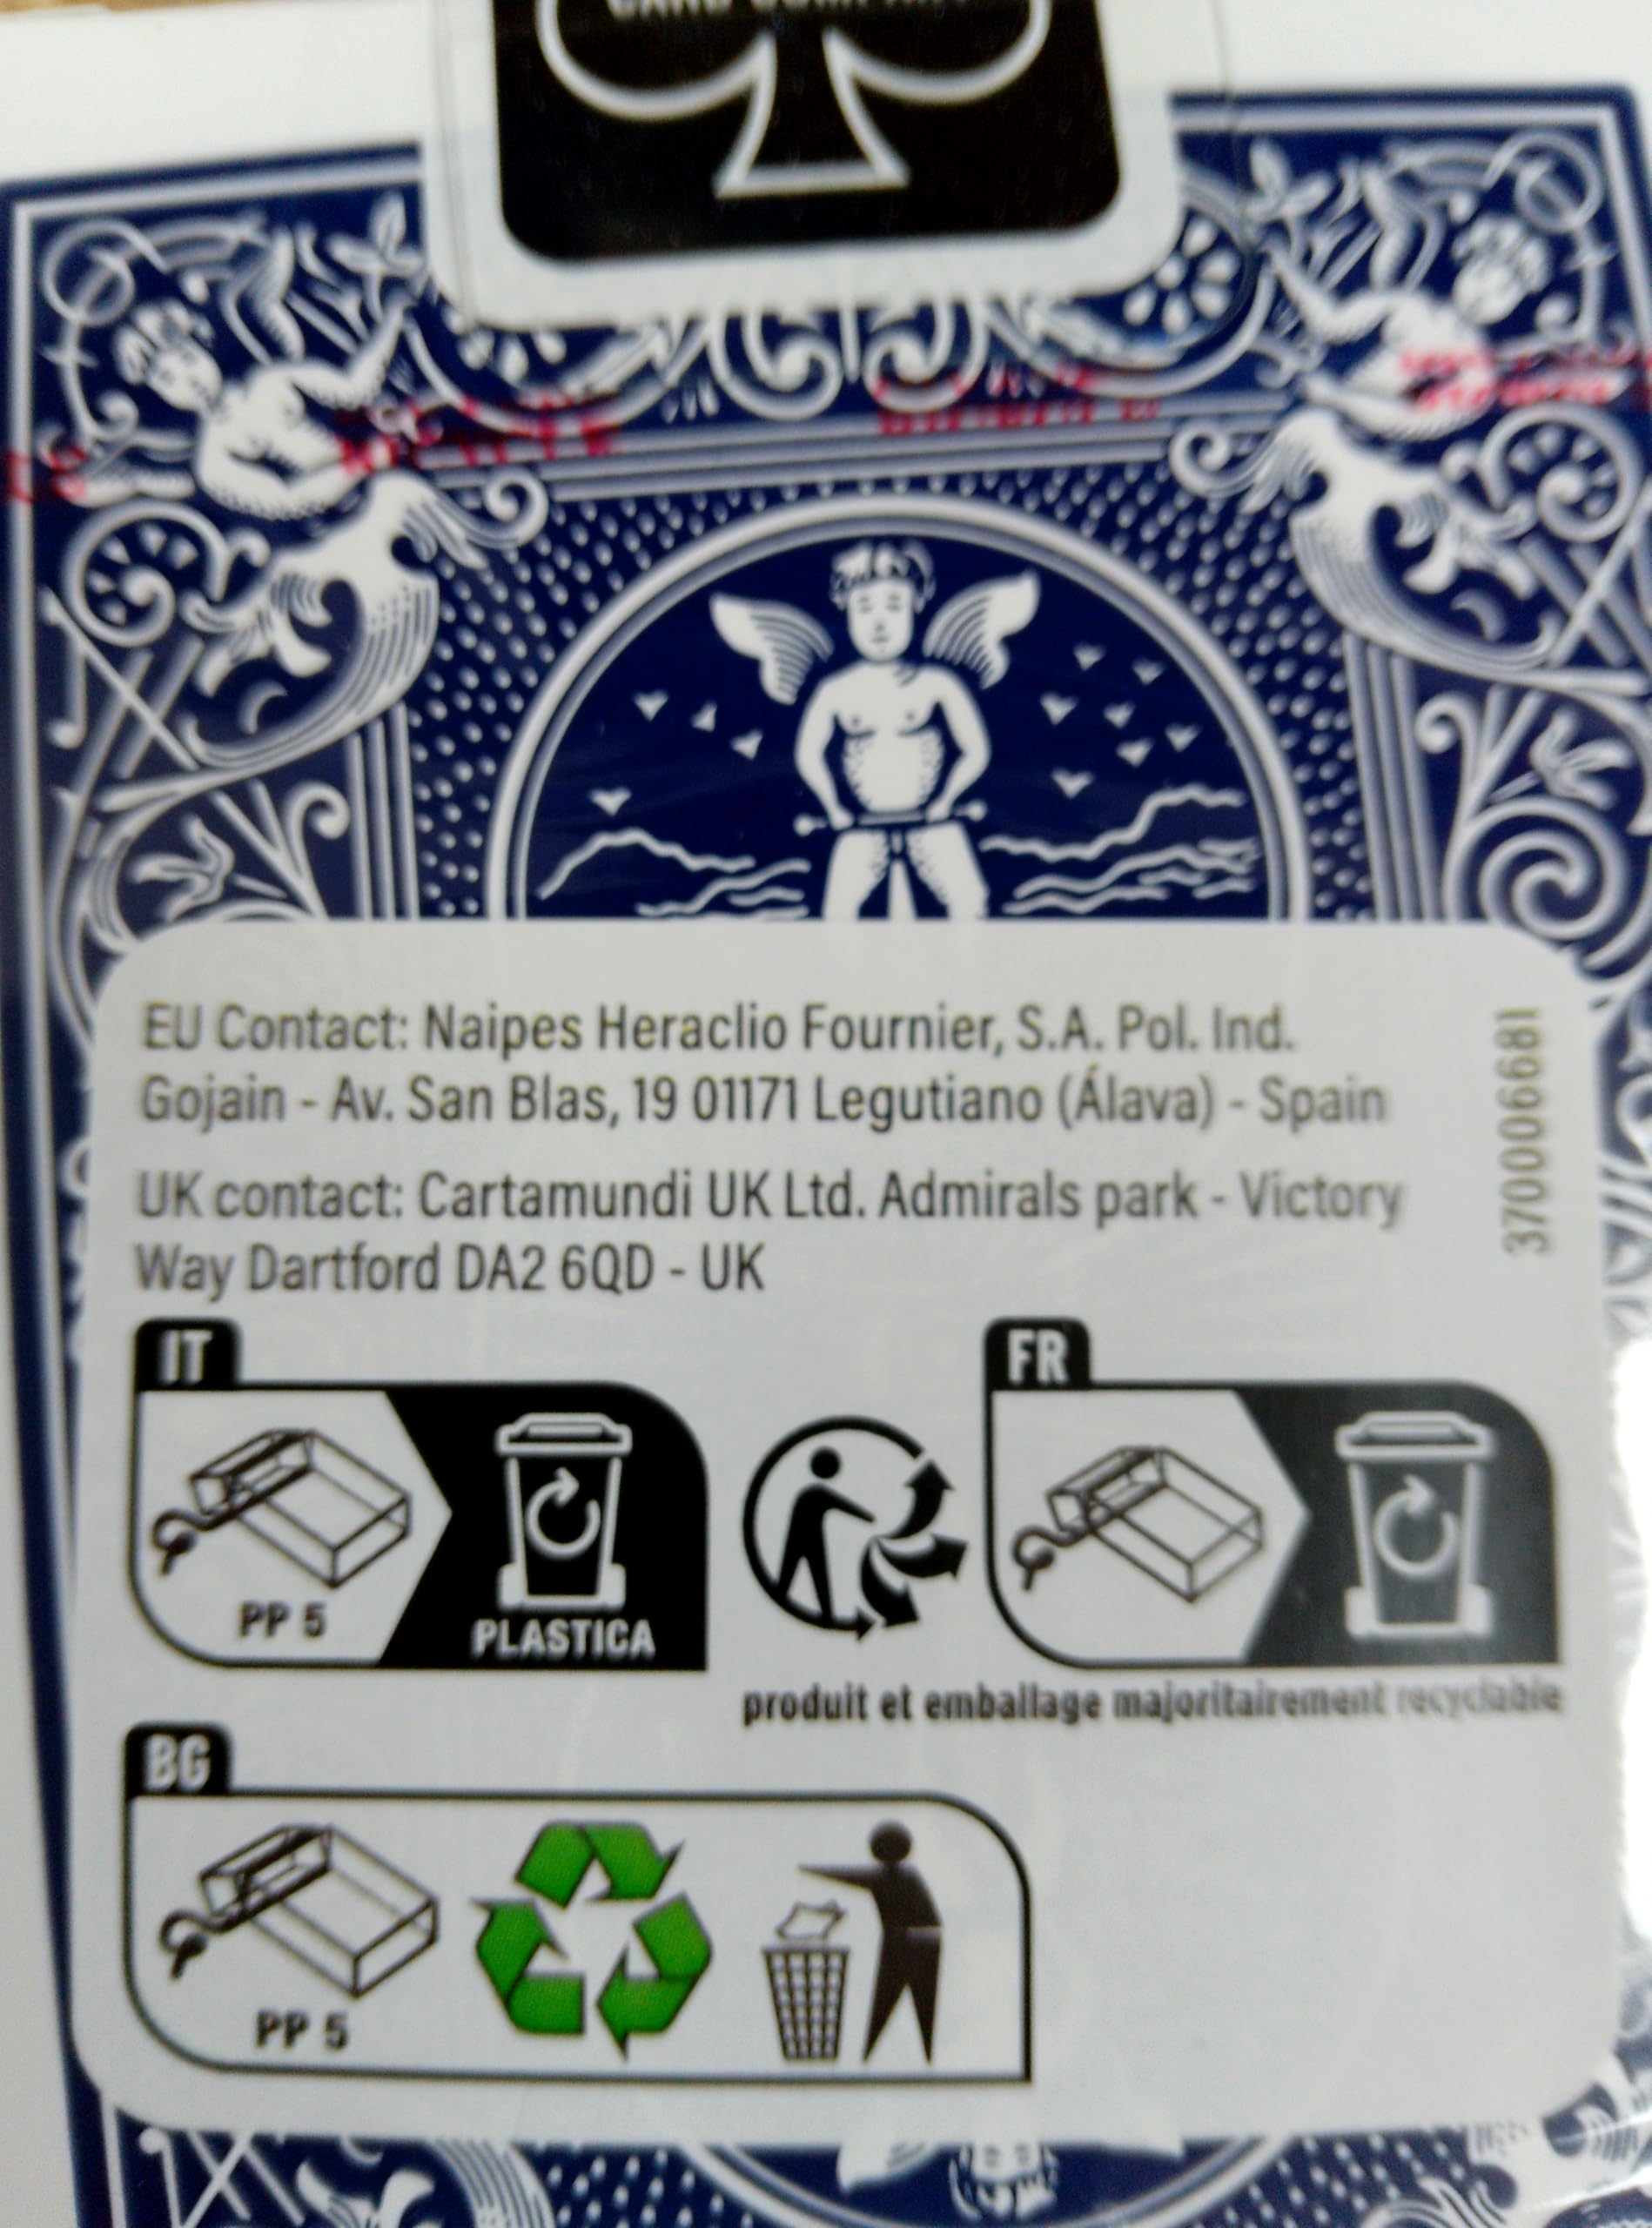 EU Contact: Naipes Heraclio Fournier, S.A. Pol. Ind.
Gojain - Av. San Blas, 19 01171 Legutiano (Álava) - Spain
UK contact: Cartamundi UK Ltd. Admirals park - Victory
Way Dartford DA2 6QD - UK
3700006681
IT
FR
PP 5
PLASTICA
produit et emballage majoritairement recyclable
BG
PP 5